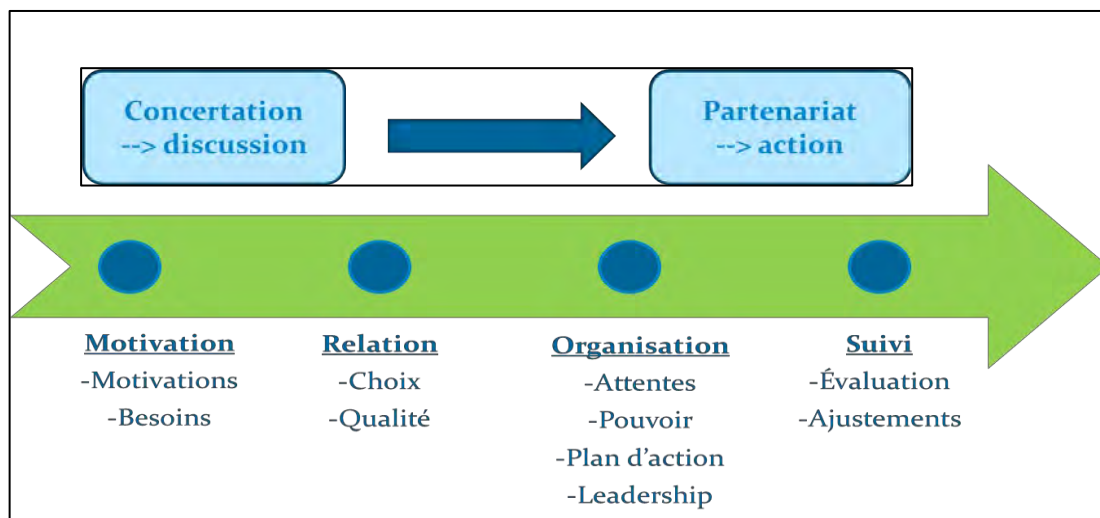 Concertation
--> discussion
Partenariat
--> action
Motivation
-Motivations
-Besoins
Relation
-Choix
-Qualité
Organisation
-Attentes
-Pouvoir
-Plan d'action
-Leadership
Suivi
-Évaluation
-Ajustements